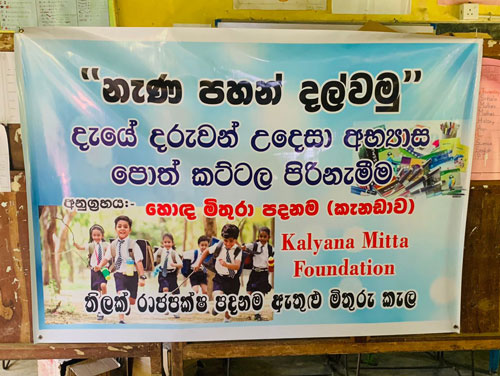 “නැණ පහන් දල්වමු”
දැයේ දරුවන් උදෙසා අභ්‍යාස
පොත් කට්ටල පිරිනැමීම
අනුග්‍රහය:- හොඳ මිතුරා පදනම (කැනඩාව)
Kalyana Mitta
Foundation
තිලක් රාජපක්ෂ පදනම ඇතුළු මිතුරු කැල